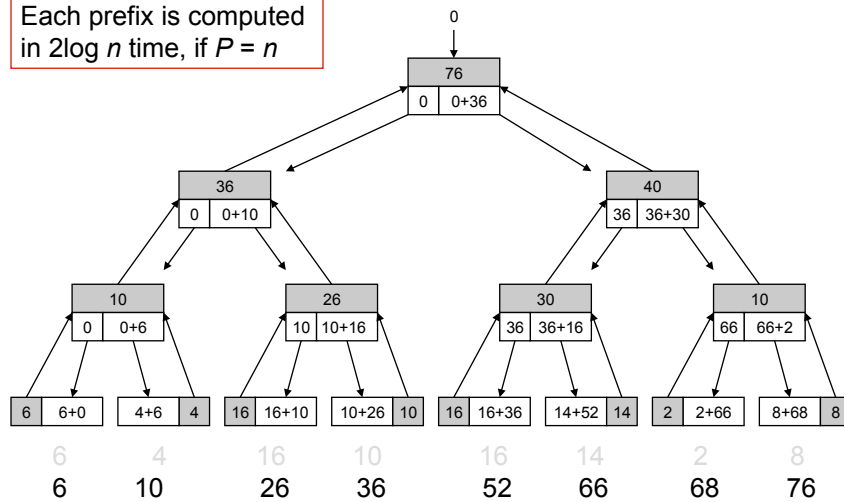 Each prefix is computed
in 2log n time, if P = n
0
76
0 0+36
36 40
0 0+10 36 36+30
10 26 30 10
0 0+6 10 10+16 36 36+16 66 66+2
6 6+0 4+6 4 16 16+10 10+26 10 16 16+36 14+52 14 2 2+66 8+68 8
6 4 16 10 16 14 2 8
6 10 26 36 52 66 68 76